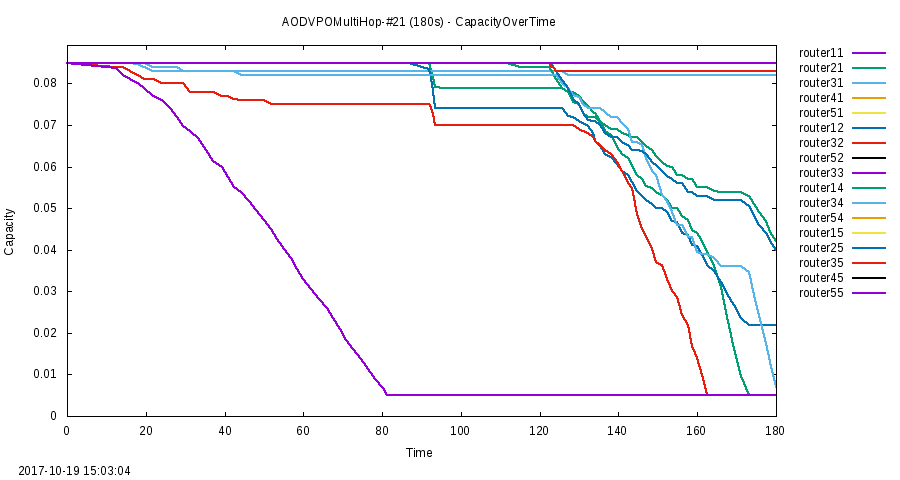 AODVPOMultiHop-#21 (180s) - CapacityOverTime
router11
router21
router31
router41
router51
router12
router32
router52
router33
router14
router34
router54
router15
router25
router35
router45
router55
Capacity
0.08
0.07
0.06
0.05
0.04
0.03
0.02
0.01
0
0 20 40 60 80 100 120 140 160 180
Time
2017-10-19 15:03:04